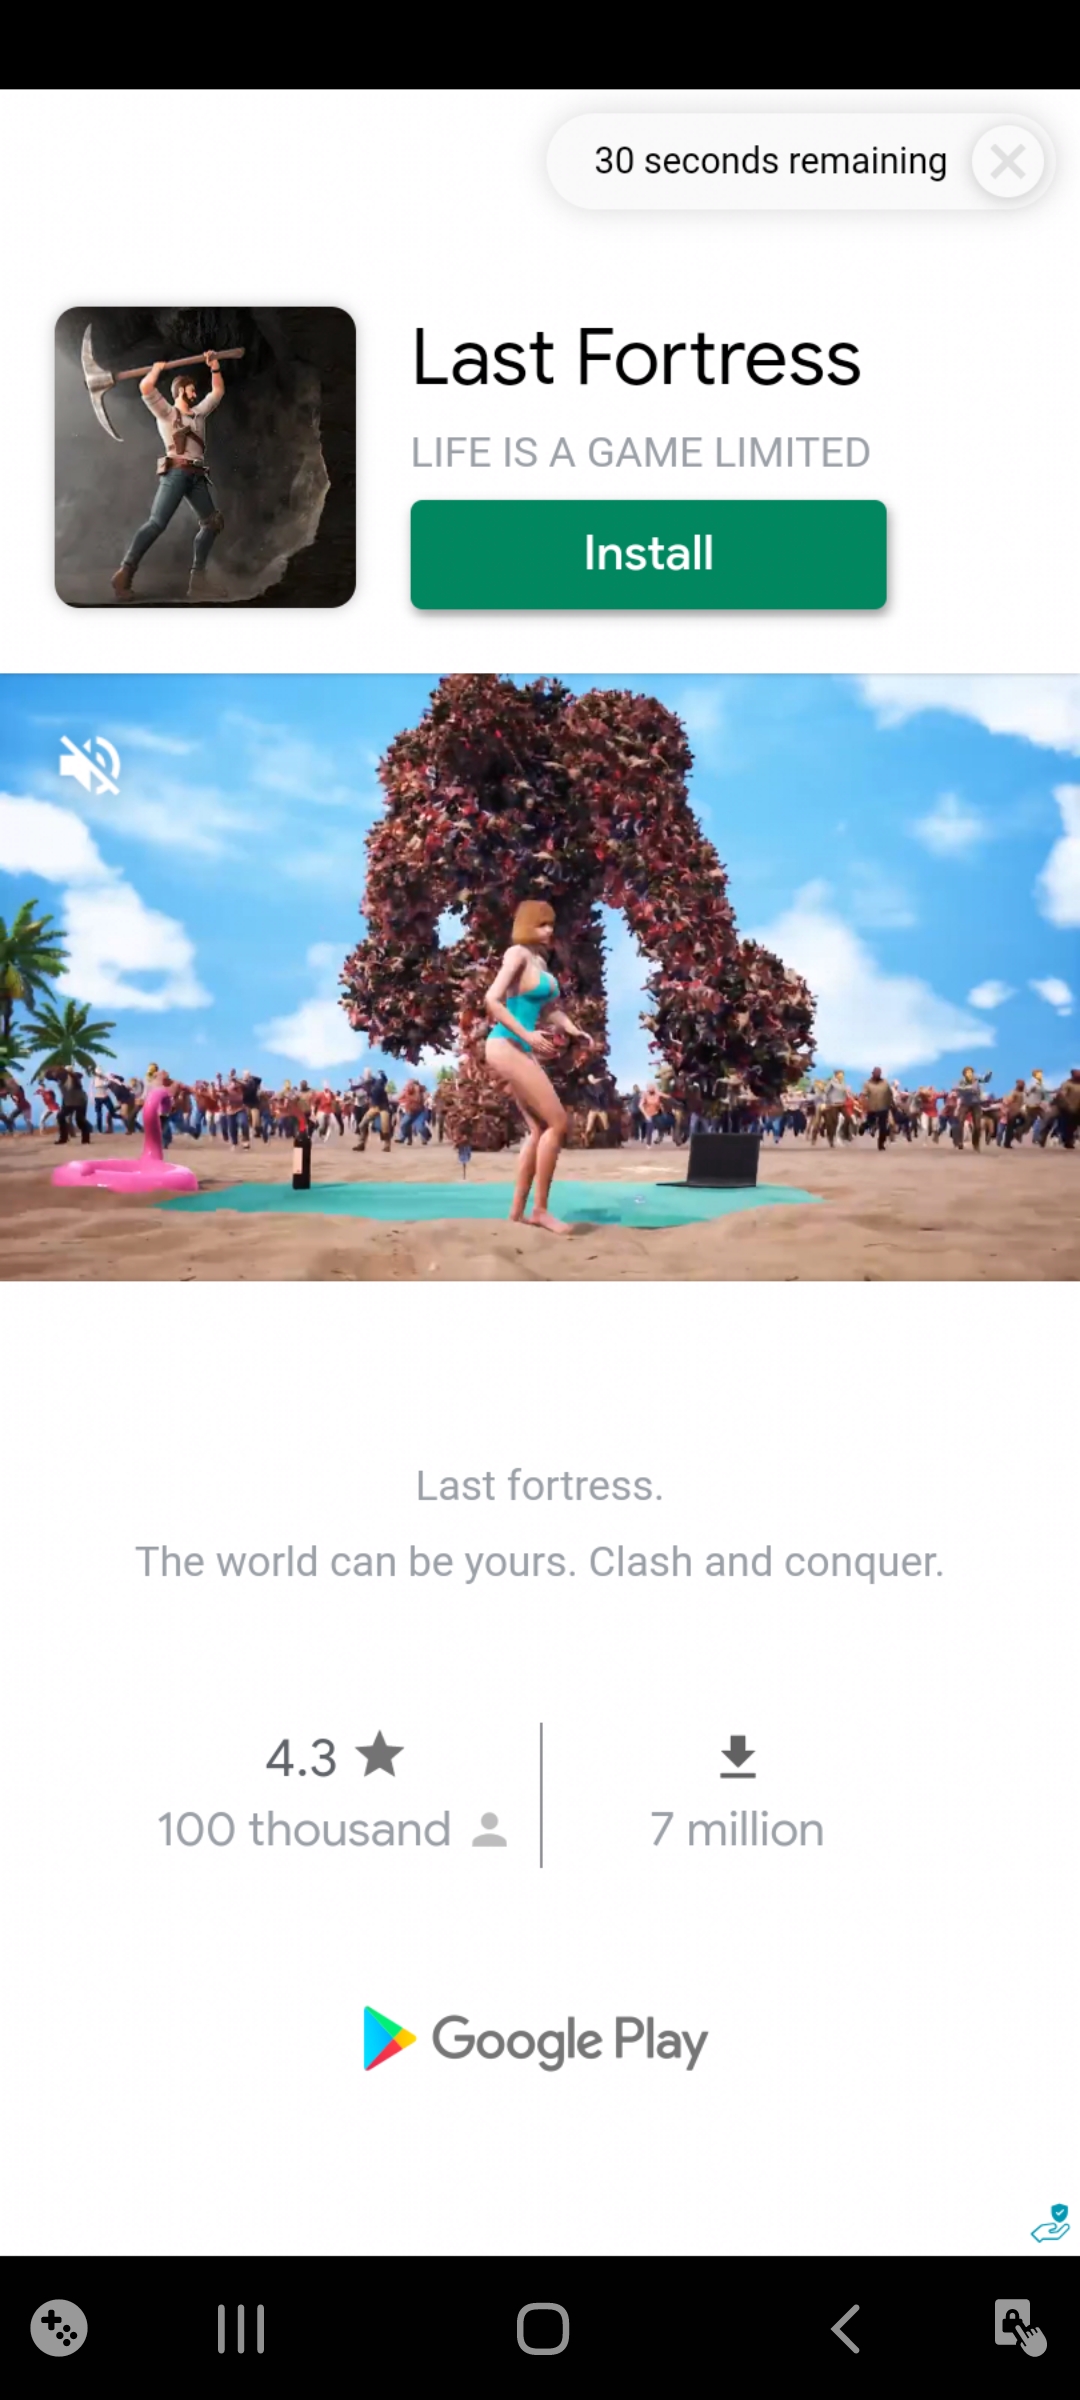 30 seconds remaining
Last Fortress
LIFE IS A GAME LIMITED
Install
Last fortress.
The world can be yours. Clash and conquer.
4.3
100 thousand
7 million
Google Play